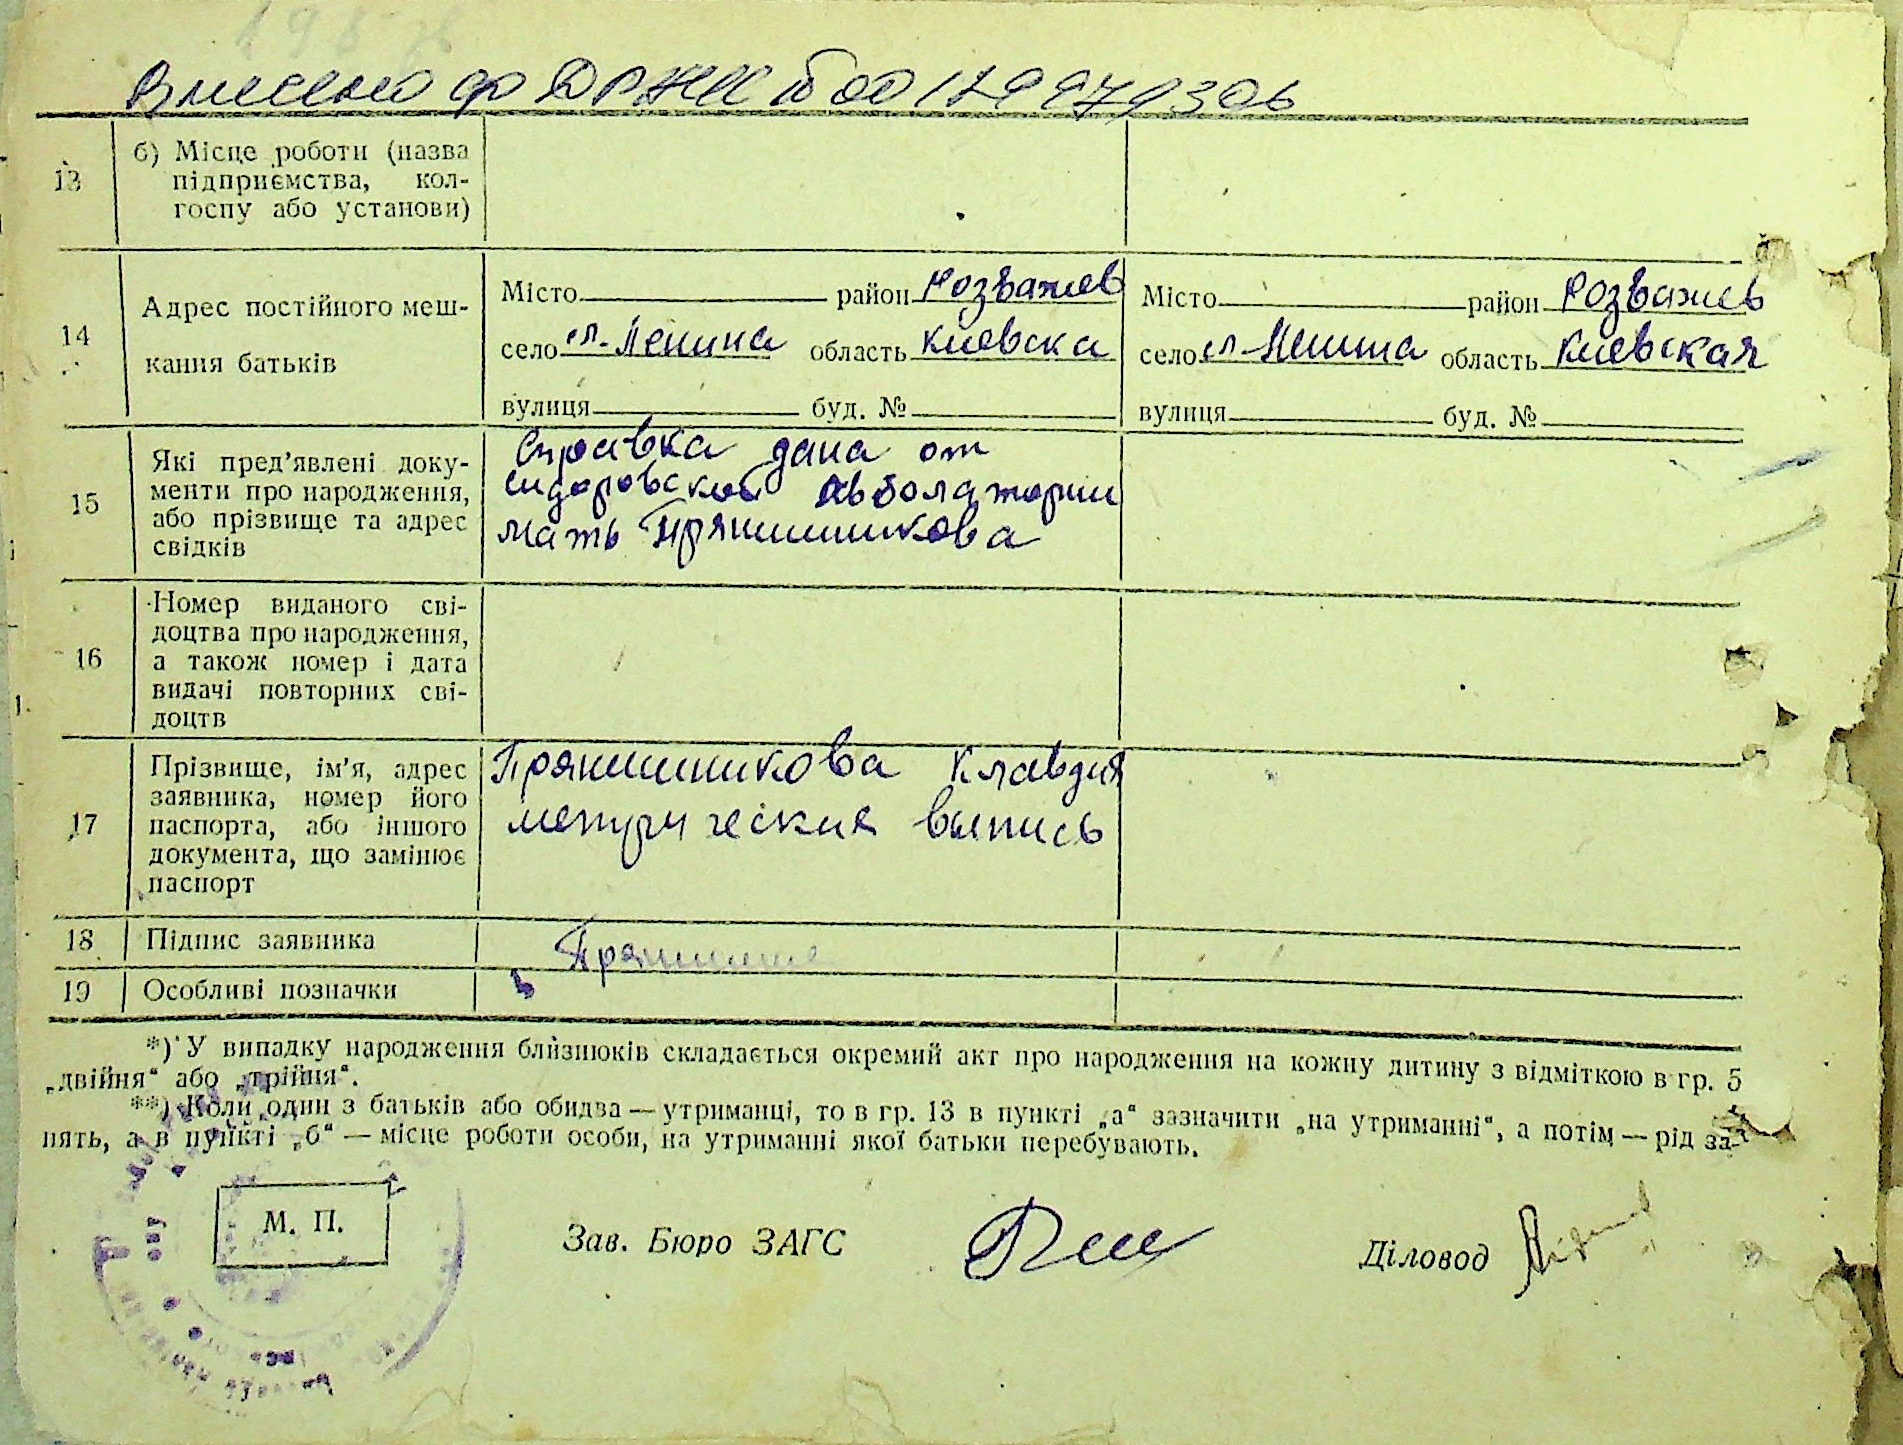 Внесено до ДРАЦС
13
б) Місце роботи (назва
підприємства, кол-
госпу або установи)
14
Адрес постійного меш-
кання батьків
Місто район Розважев
село сл-Ленина область Киевска
вулиця буд. №
Місто район Розважев
село сл-Ленина область Киевская
вулиця буд. №
15
Які пред’явлені доку-
менти про народження,
або прізвище та адрес
свідків
Справка дана от
сидоровской
мать Прянишникова
16
Номер виданого сві-
доцтва про народження,
а також номер і дата
видачі повторних сві-
доцтв
17
Прізвище, ім’я, адрес
заявника, номер його
паспорта, або іншого
документа, що замінює
паспорт
Прянишникова Клавдия
метрическия выпись
18
Підпис заявника
19
Особливі позначки
*) У випадку народження близнюків складається окремий акт про народження на кожну дитину з відміткою в гр. 5
„двійня“ або „трійня“.
**) Коли один з батьків або обидва — утриманці, то в гр. 13 в пункті „а“ зазначити „на утриманні“, а потім — рід за-
нять, а в пункті „б“ — місце роботи особи, на утриманні якої батьки перебувають.
М. П.
Зав. Бюро ЗАГС
Діловод